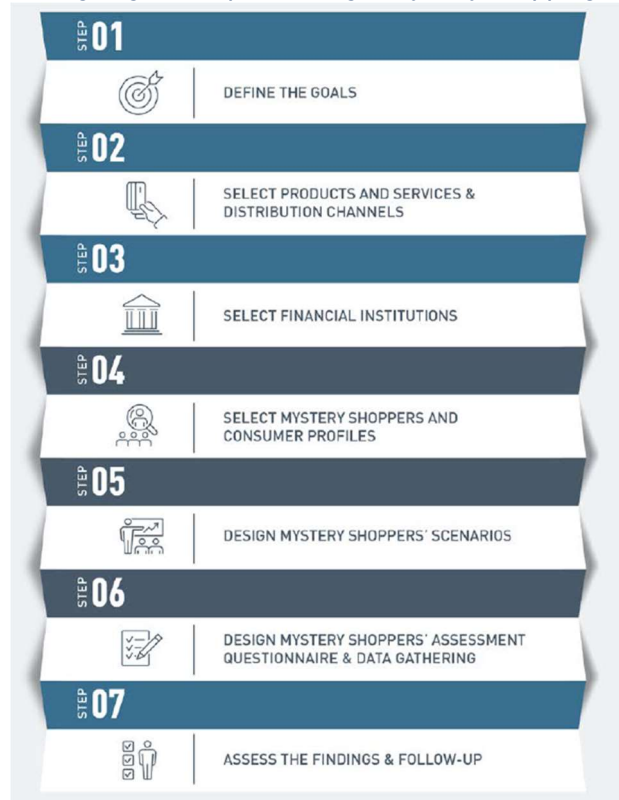 STEP 01
DEFINE THE GOALS
STEP 02
SELECT PRODUCTS AND SERVICES &
DISTRIBUTION CHANNELS
STEP 03
SELECT FINANCIAL INSTITUTIONS
STEP 04
SELECT MYSTERY SHOPPERS AND
CONSUMER PROFILES
STEP 05
DESIGN MYSTERY SHOPPERS' SCENARIOS
STEP 06
DESIGN MYSTERY SHOPPERS' ASSESSMENT
QUESTIONNAIRE & DATA GATHERING
STEP 07
ASSESS THE FINDINGS & FOLLOW-UP